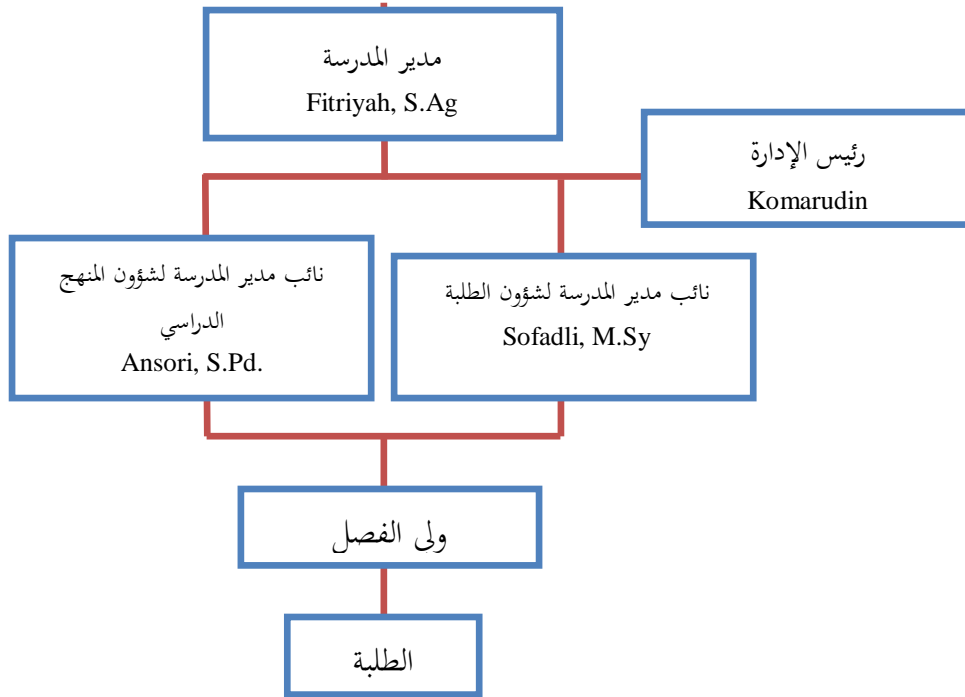 مدير المدرسة
Fitriyah, S.Ag
رئيس الإدارة
Komarudin
نائب مدير المدرسة لشؤون المنهج
الدراسي
Ansori, S.Pd.
نائب مدير المدرسة لشؤون الطلبة
Sofadli, M.Sy
ولى الفصل
الطلبة